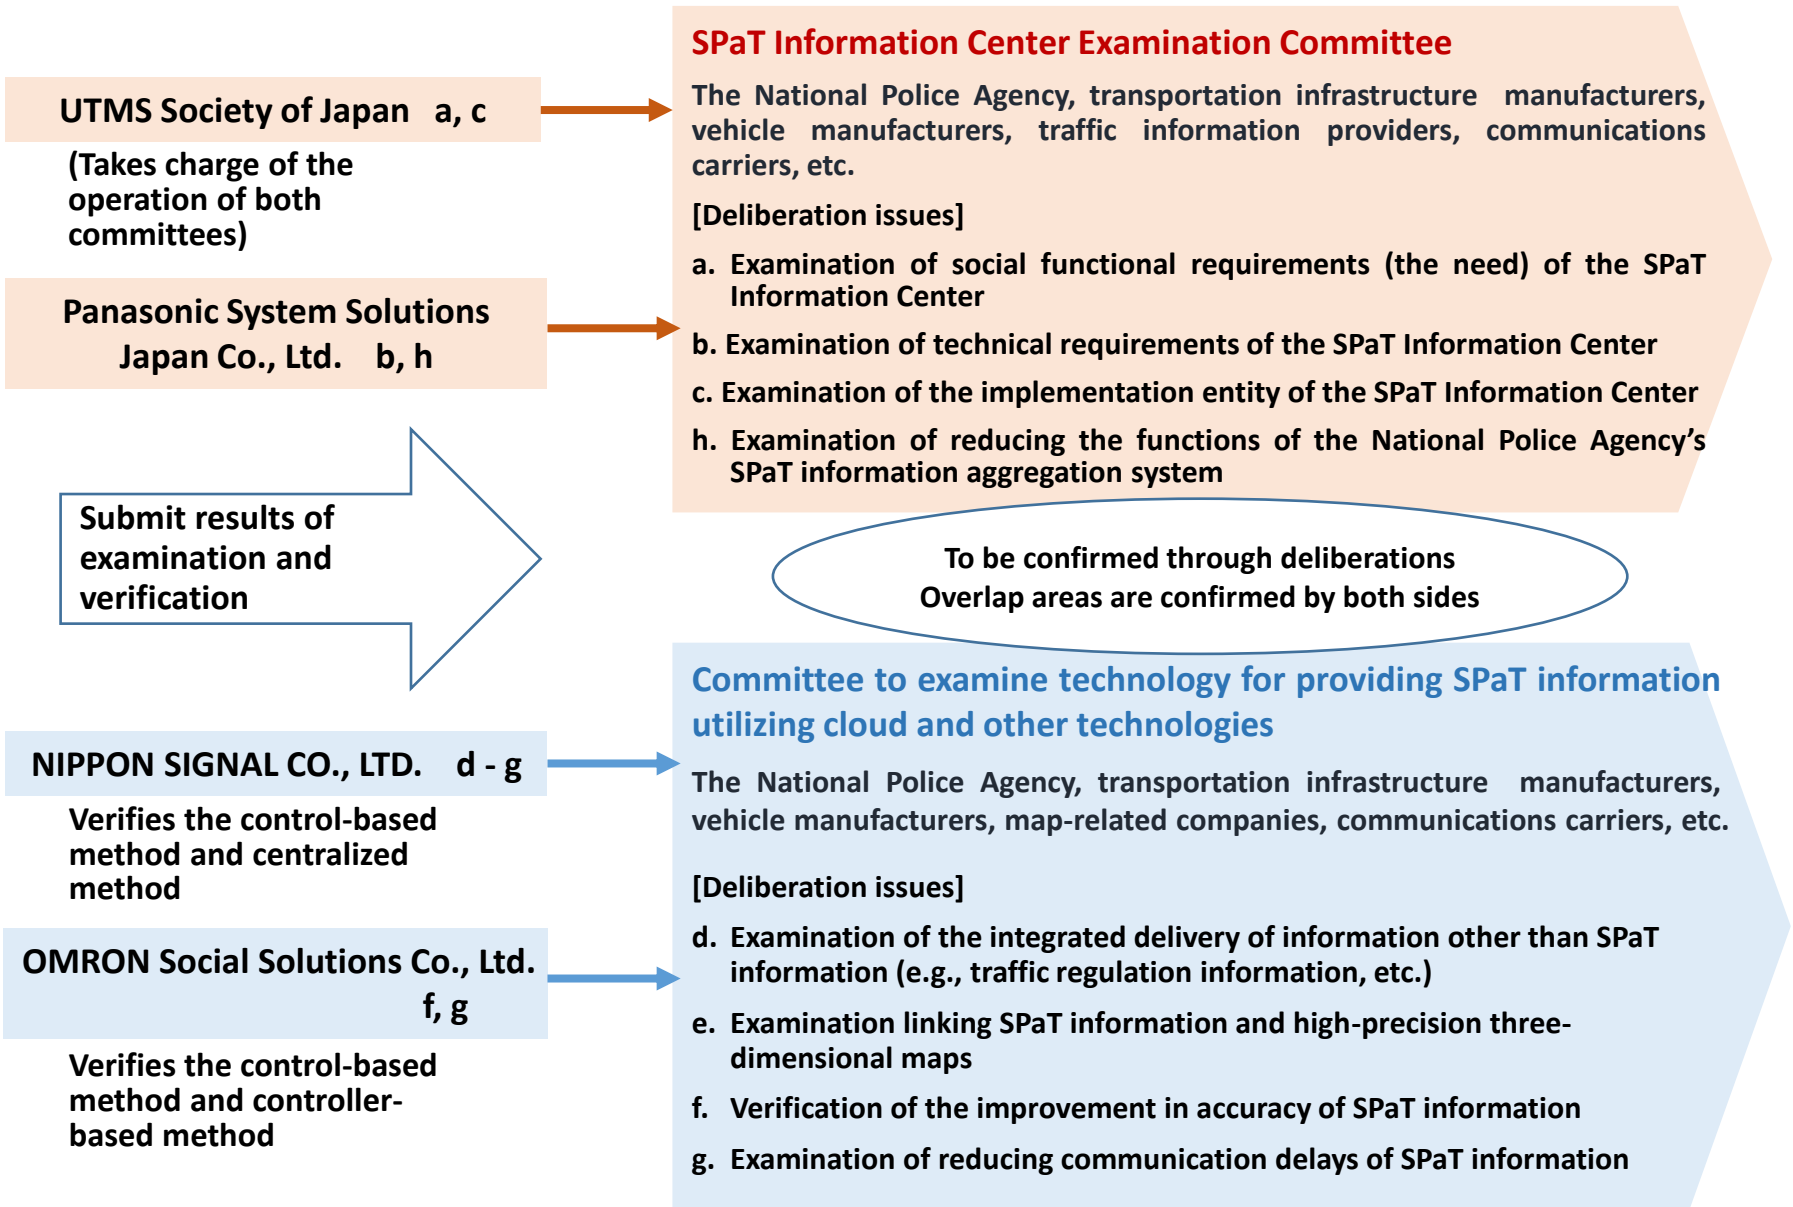 UTMS Society of Japan a, c
(Takes charge of the
operation of both
committees)
Panasonic System Solutions
Japan Co., Ltd. b, h
Submit results of
examination and
verification
NIPPON SIGNAL CO., LTD. d - g
Verifies the control-based
method and centralized
method
OMRON Social Solutions Co., Ltd.
f, g
Verifies the control-based
method and controller-
based method
SPaT Information Center Examination Committee
The National Police Agency, transportation infrastructure manufacturers,
vehicle manufacturers, traffic information providers, communications
carriers, etc.
[Deliberation issues]
a. Examination of social functional requirements (the need) of the SPaT
Information Center
b. Examination of technical requirements of the SPaT Information Center
c. Examination of the implementation entity of the SPaT Information Center
h. Examination of reducing the functions of the National Police Agency’s
SPaT information aggregation system
To be confirmed through deliberations
Overlap areas are confirmed by both sides
Committee to examine technology for providing SPaT information
utilizing cloud and other technologies
The National Police Agency, transportation infrastructure manufacturers,
vehicle manufacturers, map-related companies, communications carriers, etc.
[Deliberation issues]
d. Examination of the integrated delivery of information other than SPaT
information (e.g., traffic regulation information, etc.)
e. Examination linking SPaT information and high-precision three-
dimensional maps
f. Verification of the improvement in accuracy of SPaT information
g. Examination of reducing communication delays of SPaT information